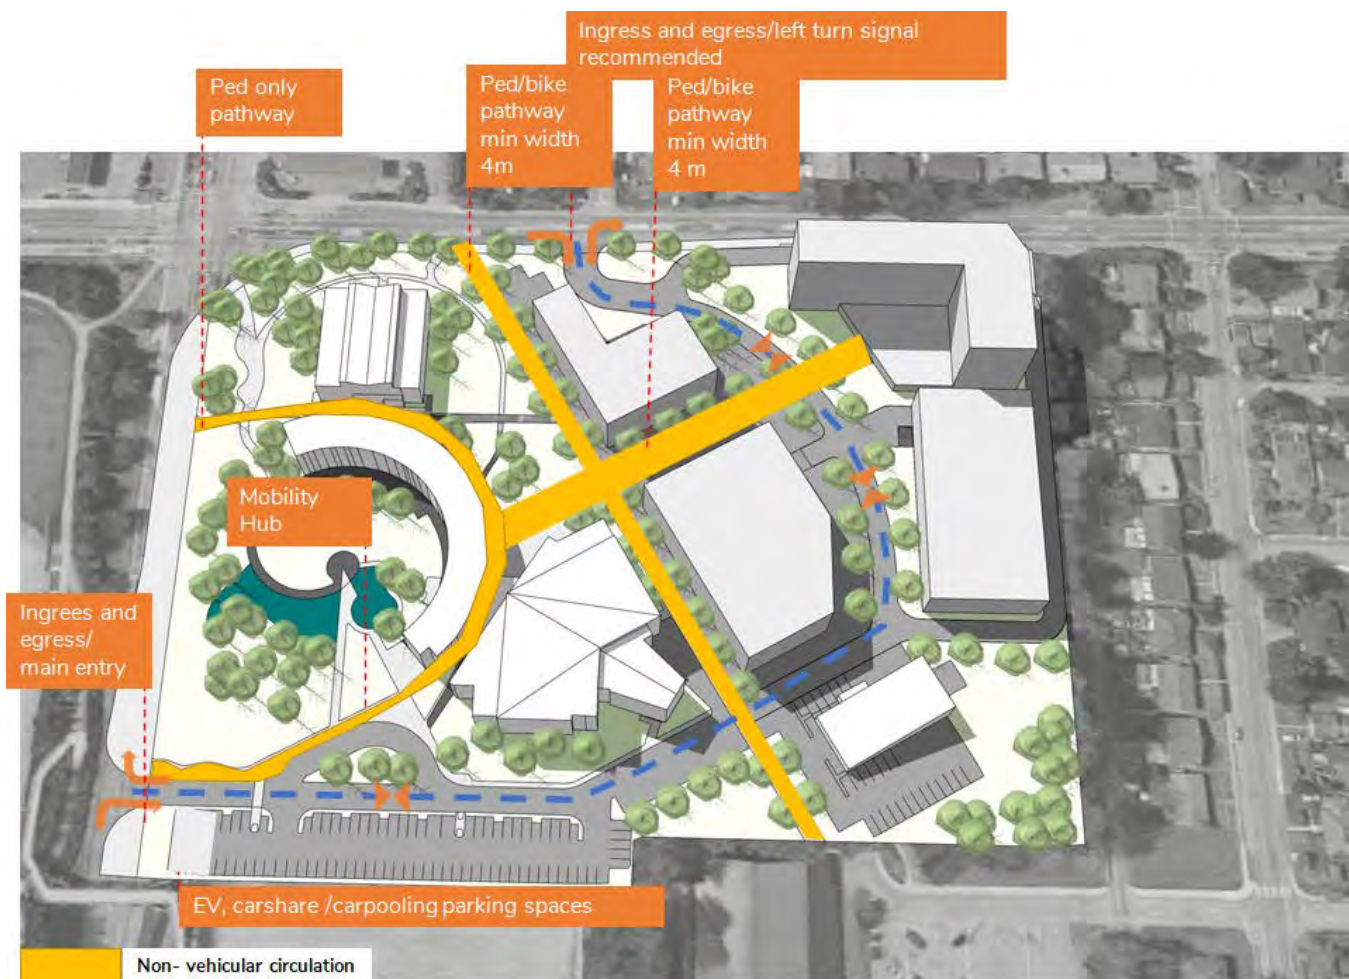 Ingress and egress/left turn signal
recommended
Ped only
pathway
Ped/bike
pathway
min width
4m
Ped/bike
pathway
min width
4 m
Mobility
Hub
Ingrees and
egress/
main entry
EV, carshare /carpooling parking spaces
Non- vehicular circulation